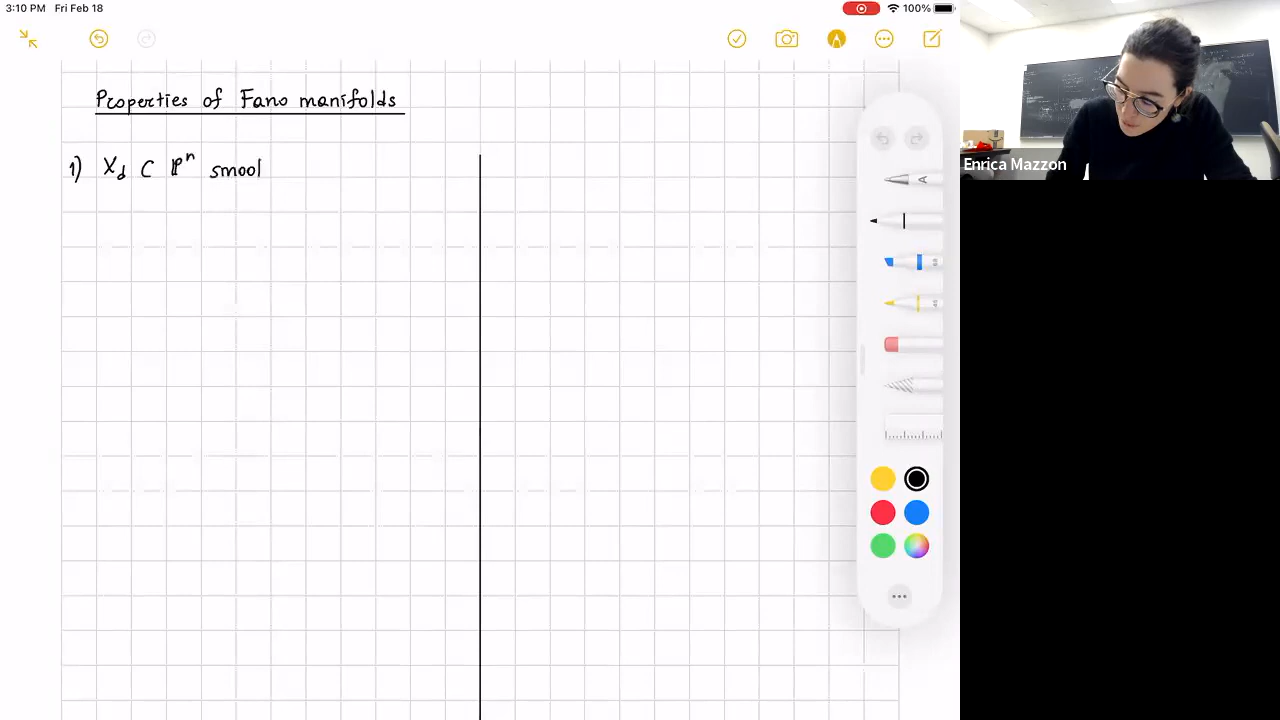 3:10 PM Fri Feb 18
100%
Properties of Fano manifolds
1) X_d ⊂ ℙ^n smool
Enrica Mazzon